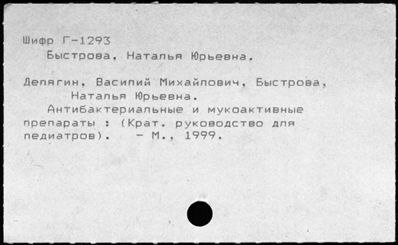 Шифр Г-1293
Быстрова, Наталья Юрьевна.
Делягин, Василий Михайлович, Быстрова,
Наталья Юрьевна.
Антибактериальные и мукоактивные
препараты : (Крат. руководство для
педиатров). - М., 1999.